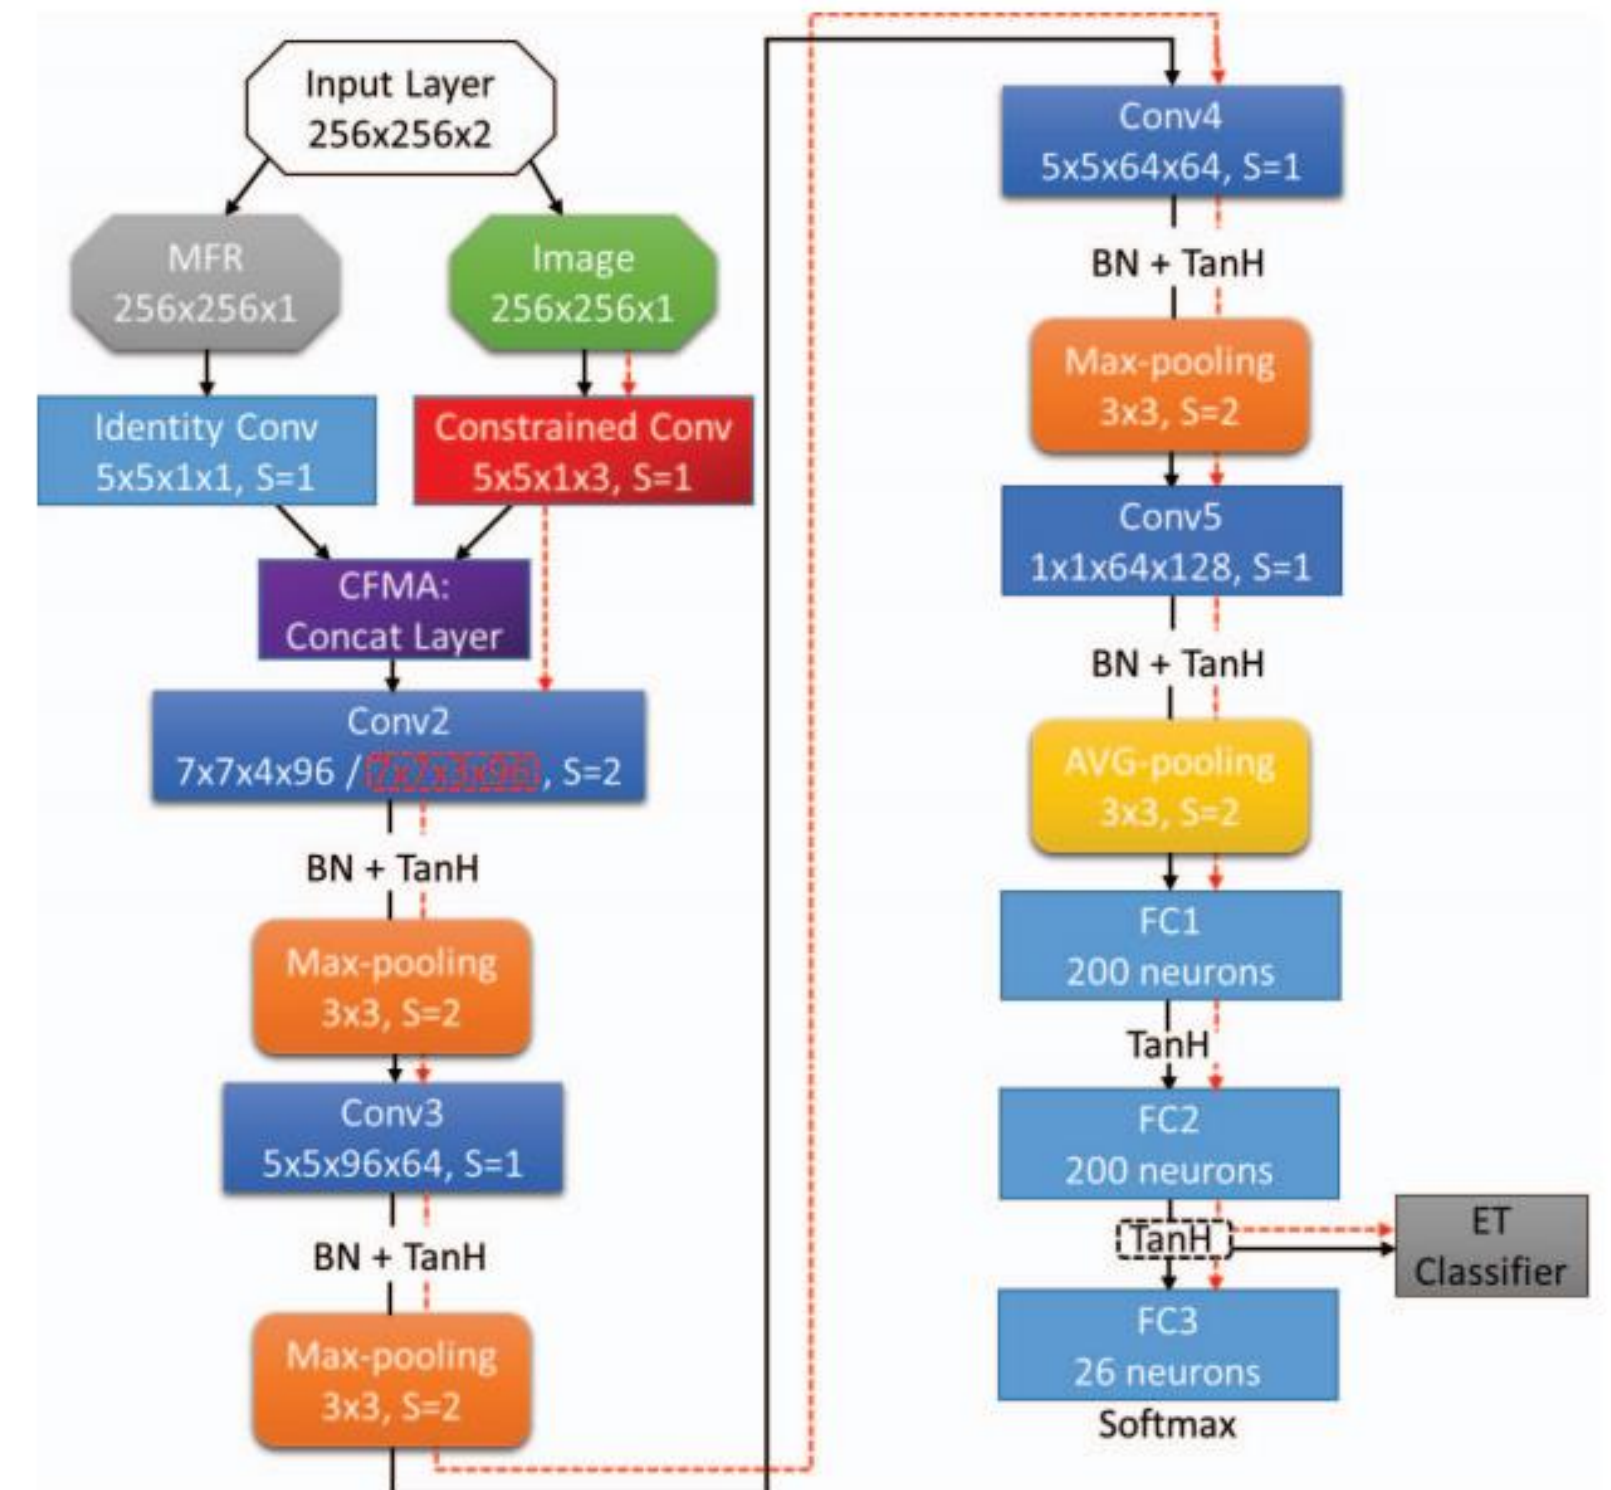 Input Layer
256x256x2
MFR
256x256x1
Image
256x256x1
Identity Conv
5x5x1x1, S=1
Constrained Conv
5x5x1x3, S=1
CFMA:
Concat Layer
Conv2
7x7x4x96 / 7x7x3x96, S=2
BN + TanH
Max-pooling
3x3, S=2
Conv3
5x5x96x64, S=1
BN + TanH
Max-pooling
3x3, S=2
Conv4
5x5x64x64, S=1
BN + TanH
Max-pooling
3x3, S=2
Conv5
1x1x64x128, S=1
BN + TanH
AVG-pooling
3x3, S=2
FC1
200 neurons
TanH
FC2
200 neurons
TanH
ET
Classifier
FC3
26 neurons
Softmax